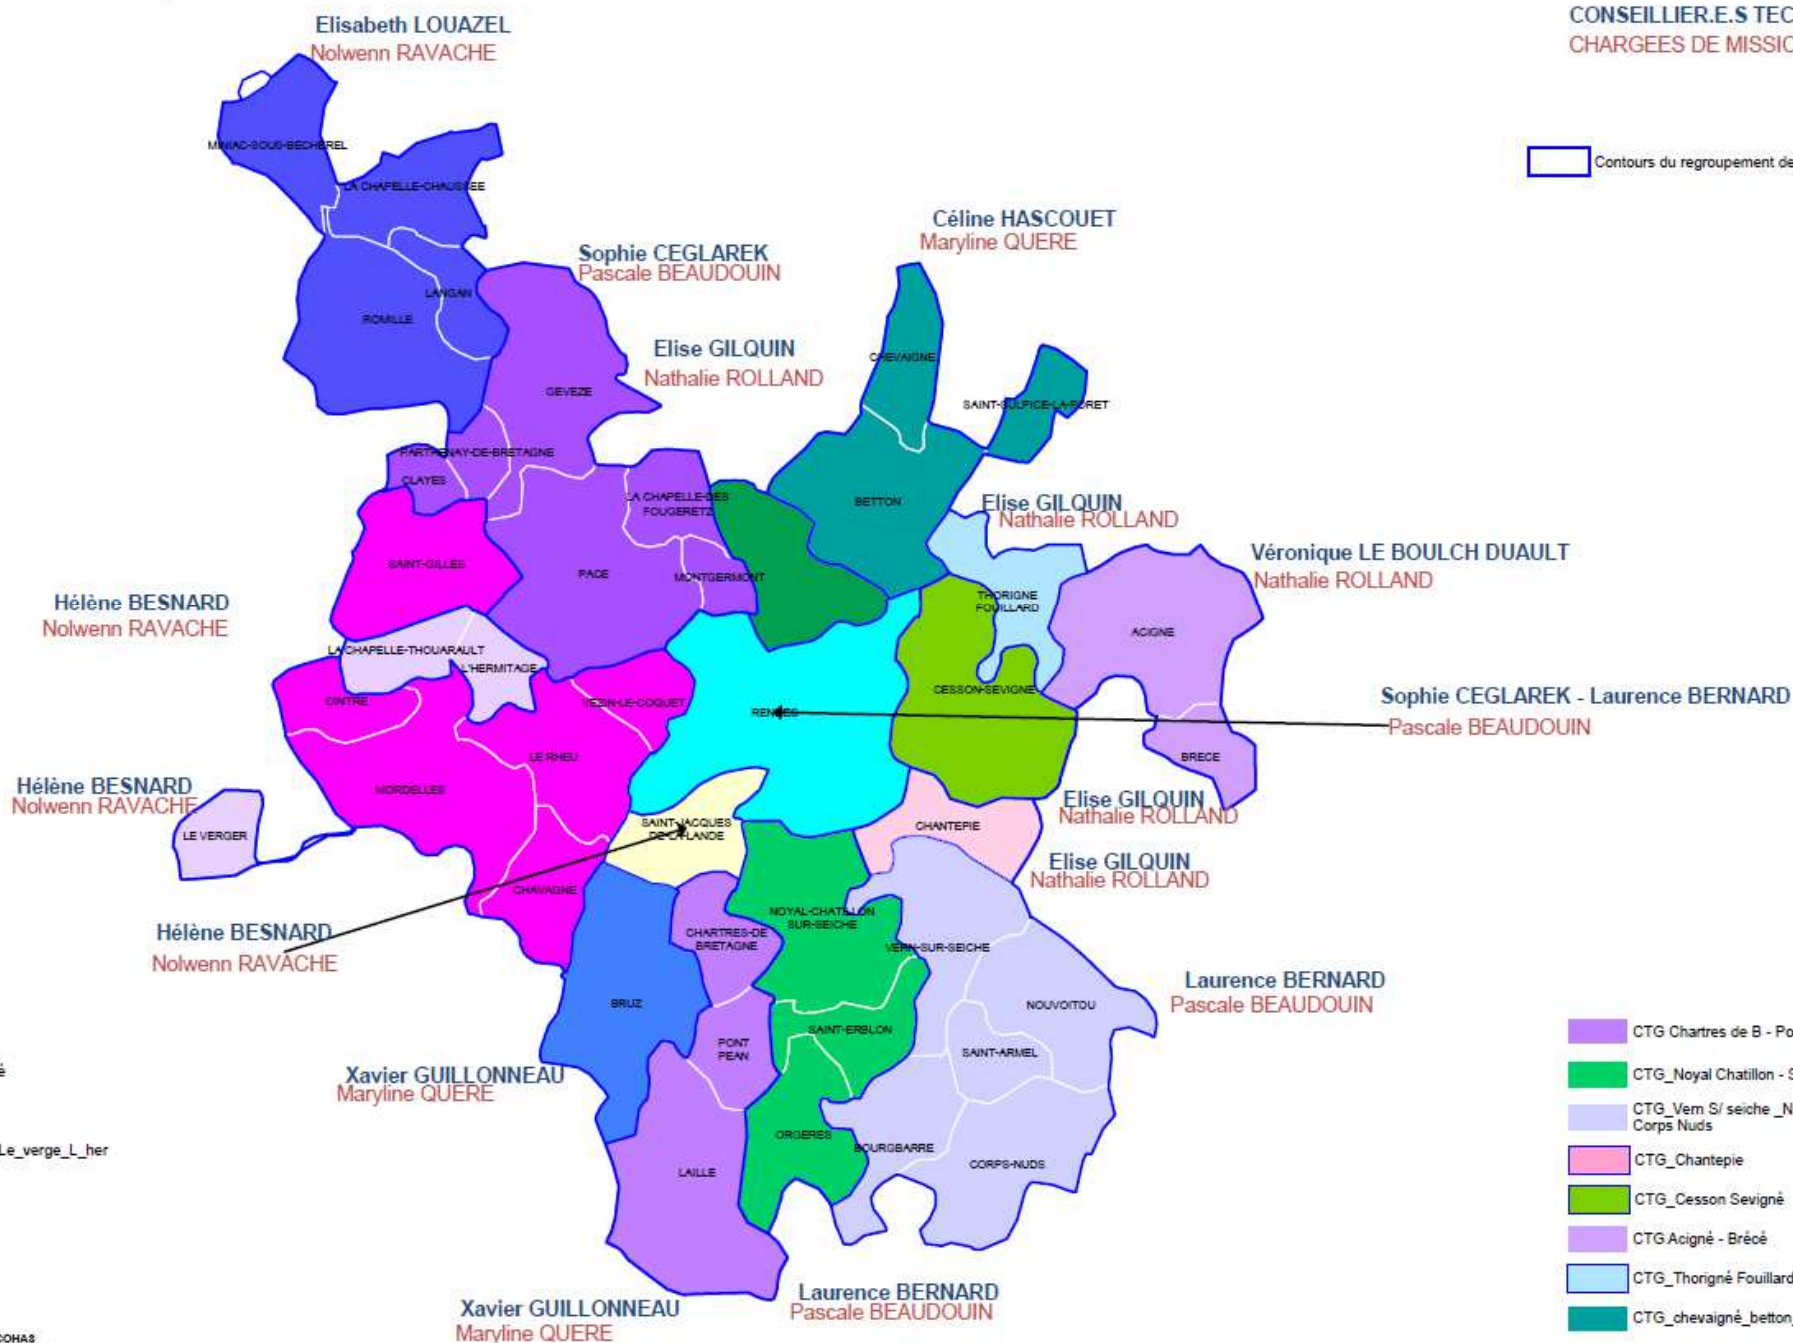 Elisabeth LOUAZEL
Nolwenn RAVACHE
CONSEILLIER.E.S TEC
CHARGEES DE MISSIO
MINIAC-SOUS-BECHEREL
LA CHAPELLE-CHAUSSEE
Contours du regroupement de
Céline HASCOUET
Maryline QUERE
Sophie CEGLAREK
Pascale BEAUDOUIN
LANGAN
ROMILLE
Elise GILQUIN
Nathalie ROLLAND
CHEVAIGNE
GEVEZE
SAINT-SULPICE-LA-FORET
PARTHENAY-DE-BRETAGNE
CLAYES
LA CHAPELLE-DES
FOUGERETZ
BETTON
Elise GILQUIN
Nathalie ROLLAND
Véronique LE BOULCH DUAULT
Nathalie ROLLAND
SAINT-GILLES
PACE
MONTGERMONT
THORIGNE
FOUILLARD
Hélène BESNARD
Nolwenn RAVACHE
ACIGNE
LA CHAPELLE-THOUARAULT
L'HERMITAGE
CINTRE
VEZIN-LE-COQUET
CESSON-SEVIGNE
RENNES
Sophie CEGLAREK - Laurence BERNARD
Pascale BEAUDOUIN
LE RHEU
BRECE
Hélène BESNARD
Nolwenn RAVACHE
MORDELLES
LE VERGER
SAINT-JACQUES
DE-LA-LANDE
CHANTEPIE
Elise GILQUIN
Nathalie ROLLAND
Elise GILQUIN
Nathalie ROLLAND
CHAVAGNE
Hélène BESNARD
Nolwenn RAVACHE
CHARTRES-DE
BRETAGNE
NOYAL-CHATILLON
SUR-SEICHE
VERN-SUR-SEICHE
Laurence BERNARD
Pascale BEAUDOUIN
BRUZ
NOUVOITOU
SAINT-ERBLON
PONT
PEAN
SAINT-ARMEL
CTG Chartres de B - Po
é
Xavier GUILLONNEAU
Maryline QUERE
CTG_Noyal Chatillon - S
CTG_Vern S/ seiche _N
Corps Nuds
ORGERES
BOURGBARRE
CORPS-NUDS
Le_verge_L_her
LAILLE
CTG_Chantepie
CTG_Cesson Sevigné
CTG Acigné - Brécé
CTG_Thorigné Fouillard
CTG_chevaigné_betton_
Laurence BERNARD
Pascale BEAUDOUIN
Xavier GUILLONNEAU
Maryline QUERE
COHAS